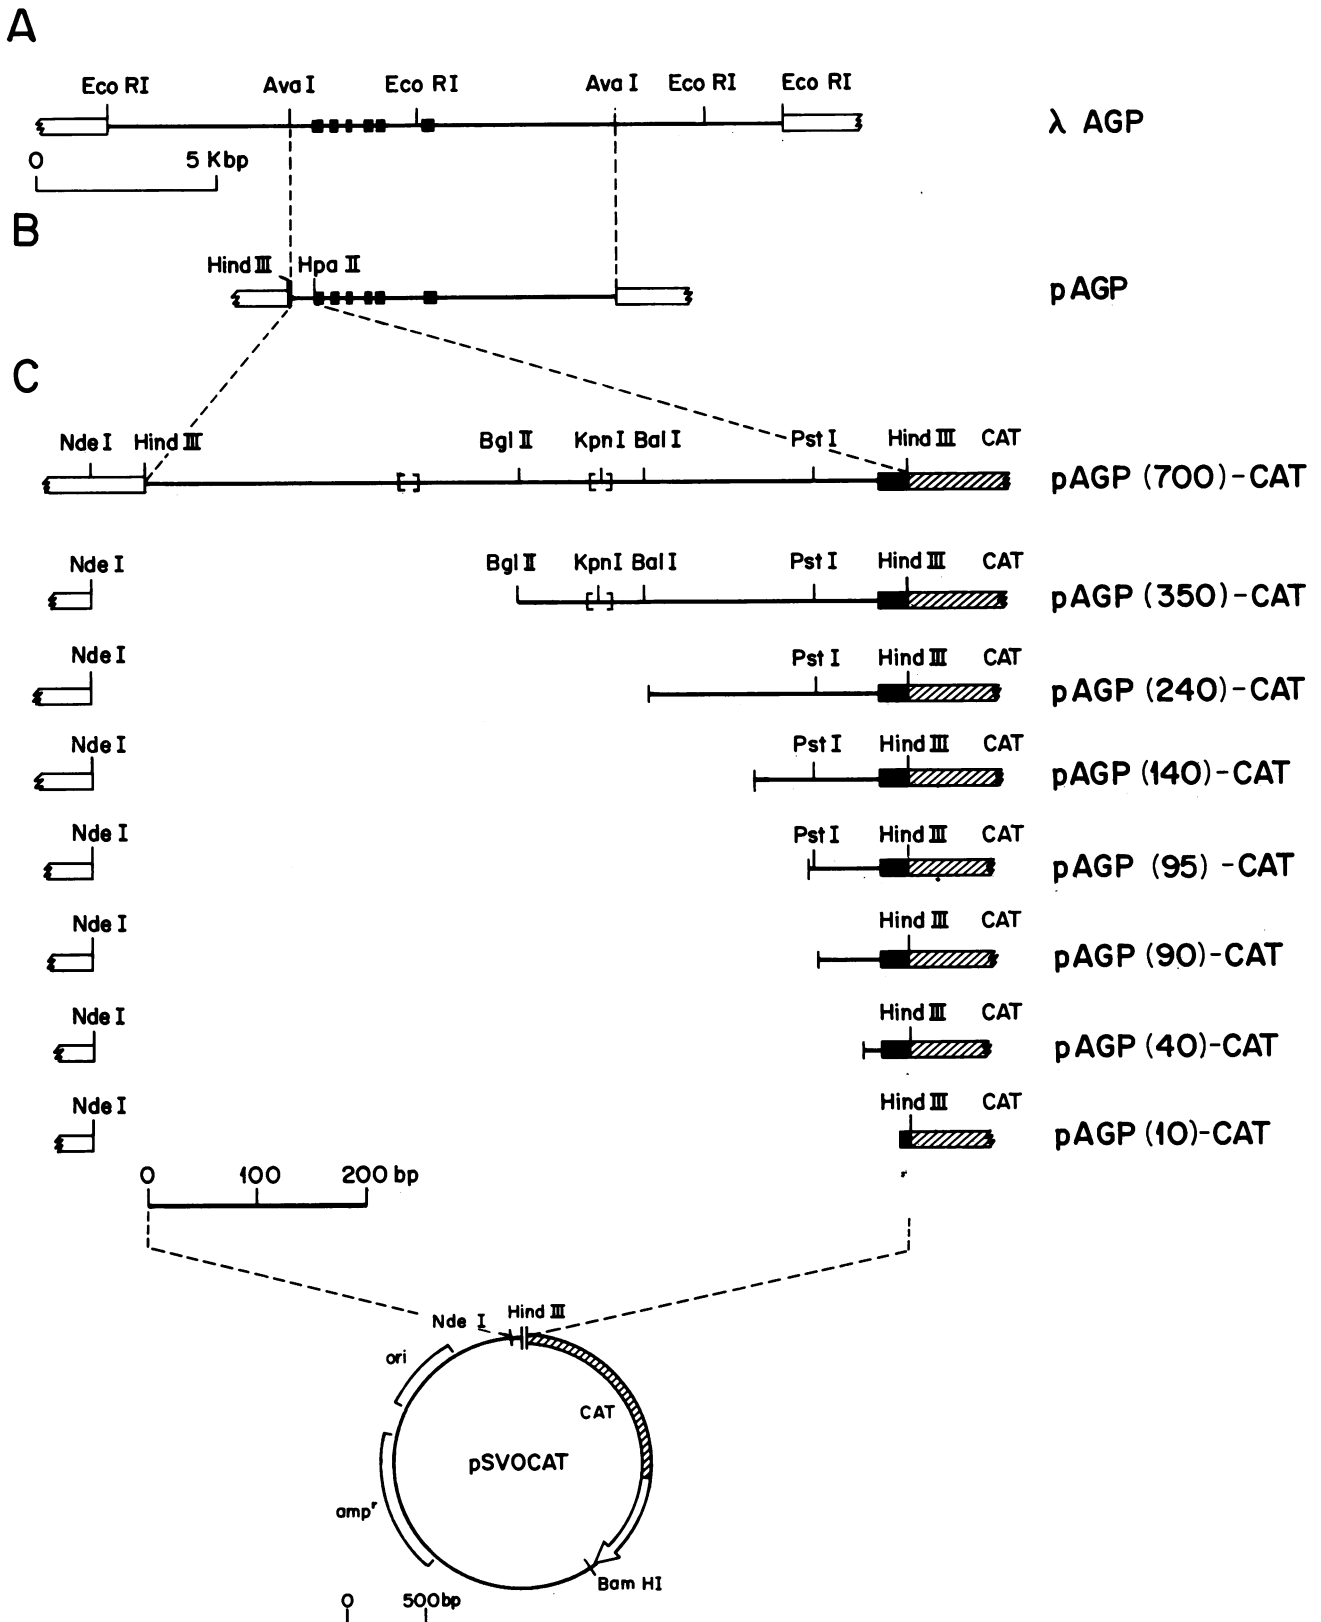 A
Eco RI Ava I Eco RI Ava I Eco RI Eco RI
λ AGP
0 5 Kbp
B
Hind III Hpa II
pAGP
C
Nde I Hind III Bgl II Kpn I Bal I Pst I Hind III CAT
pAGP (700)-CAT
Nde I Bgl II Kpn I Bal I Pst I Hind III CAT
pAGP (350)-CAT
Nde I Pst I Hind III CAT
pAGP (240)-CAT
Nde I Pst I Hind III CAT
pAGP (140)-CAT
Nde I Pst I Hind III CAT
pAGP (95) -CAT
Nde I Hind III CAT
pAGP (90)-CAT
Nde I Hind III CAT
pAGP (40)-CAT
Nde I Hind III CAT
pAGP (10)-CAT
0 100 200 bp
Nde I Hind III
ori
CAT
pSVOCAT
ampʳ
Bam HI
0 500bp